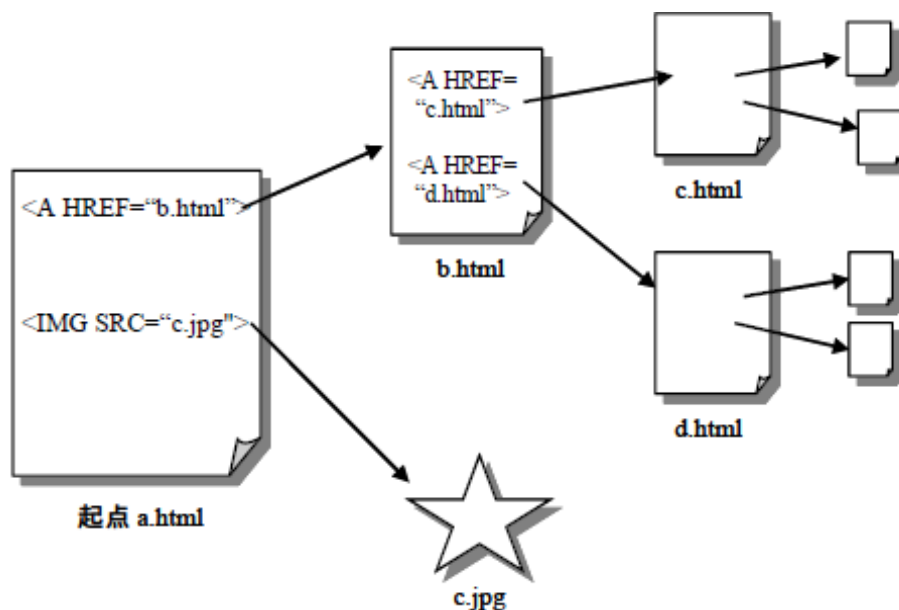 <A HREF=“b.html”>
<IMG SRC=“c.jpg">
起点 a.html
<A HREF=
“c.html”>
<A HREF=
“d.html”>
b.html
c.html
d.html
c.jpg